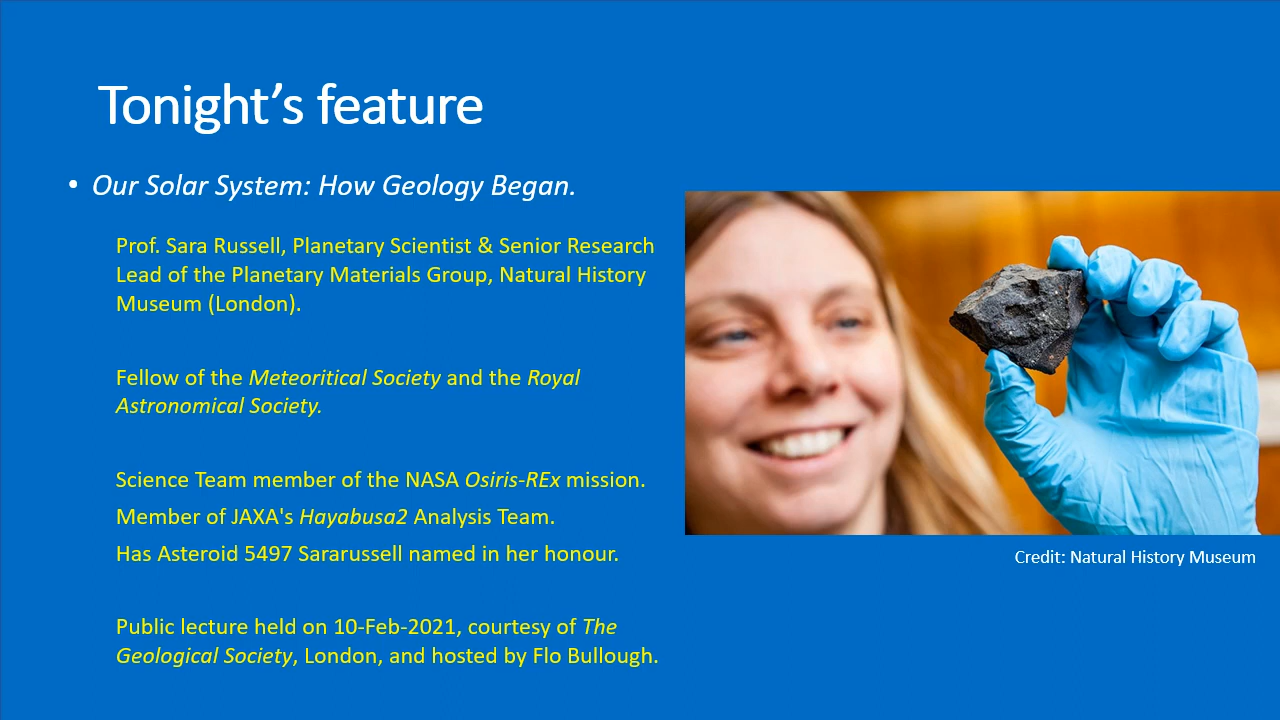 Tonight’s feature
• Our Solar System: How Geology Began.
Prof. Sara Russell, Planetary Scientist & Senior Research
Lead of the Planetary Materials Group, Natural History
Museum (London).
Fellow of the Meteoritical Society and the Royal
Astronomical Society.
Science Team member of the NASA Osiris-REx mission.
Member of JAXA's Hayabusa2 Analysis Team.
Has Asteroid 5497 Sararussell named in her honour.
Credit: Natural History Museum
Public lecture held on 10-Feb-2021, courtesy of The
Geological Society, London, and hosted by Flo Bullough.